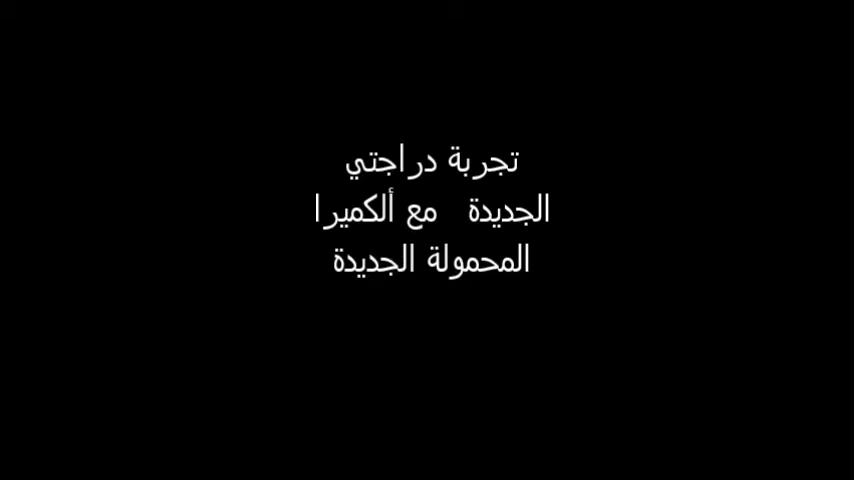 تجربة دراجتي
الجديدة مع ألكميرا
المحمولة الجديدة